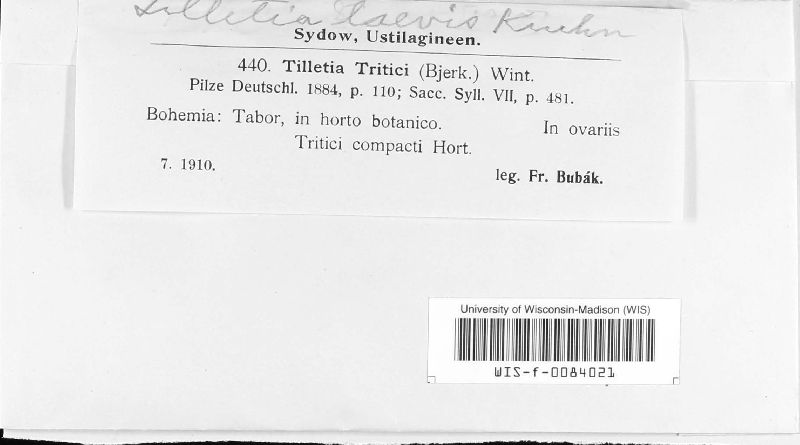 Tilletia laevis Kuehn
Sydow, Ustilagineen.
440. Tilletia Tritici (Bjerk.) Wint.
Pilze Deutschl. 1884, p. 110; Sacc. Syll. VII, p. 481.
Bohemia: Tabor, in horto botanico. In ovariis
Tritici compacti Hort.
7. 1910.
leg. Fr. Bubák.
University of Wisconsin-Madison (WIS)
WIS-f-0084021